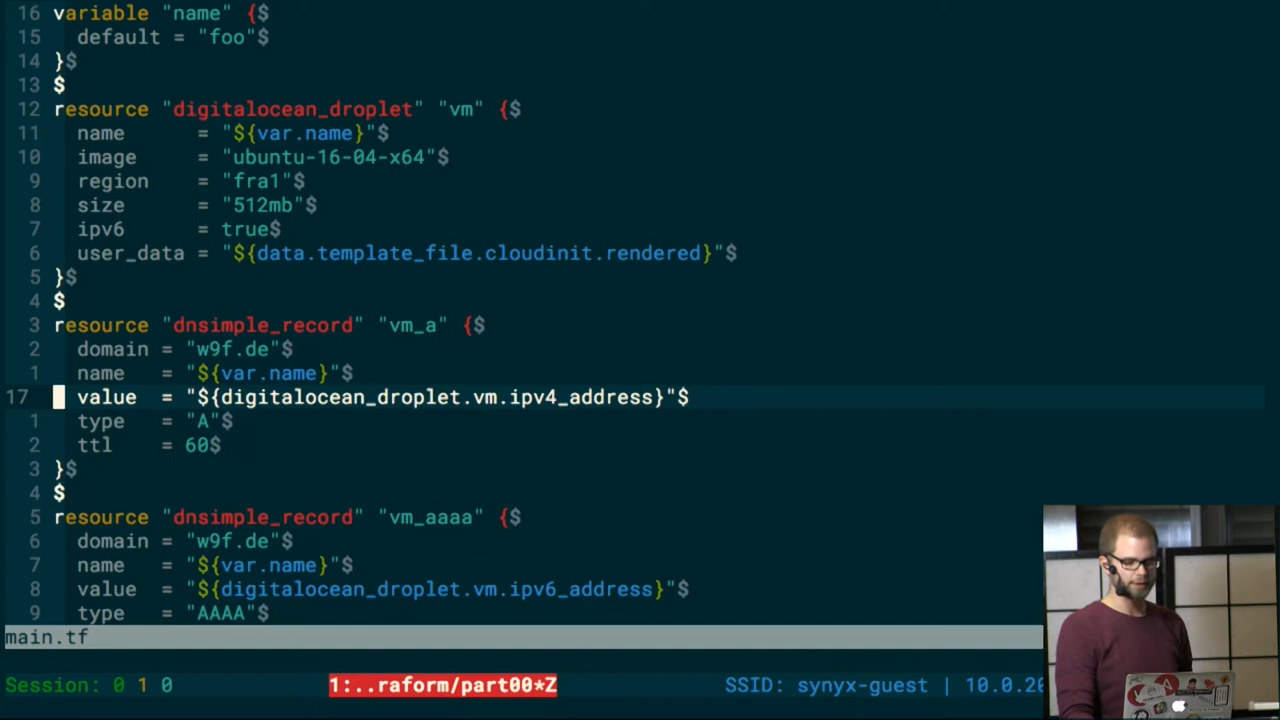 16 variable "name" {$
15   default = "foo"$
14 }$
13 $
12 resource "digitalocean_droplet" "vm" {$
11   name      = "${var.name}"$
10   image     = "ubuntu-16-04-x64"$
9   region    = "fra1"$
8   size      = "512mb"$
7   ipv6      = true$
6   user_data = "${data.template_file.cloudinit.rendered}"$
5 }$
4 $
3 resource "dnsimple_record" "vm_a" {$
2   domain = "w9f.de"$
1   name   = "${var.name}"$
17   value  = "${digitalocean_droplet.vm.ipv4_address}"$
1   type   = "A"$
2   ttl    = 60$
3 }$
4 $
5 resource "dnsimple_record" "vm_aaaa" {$
6   domain = "w9f.de"$
7   name   = "${var.name}"$
8   value  = "${digitalocean_droplet.vm.ipv6_address}"$
9   type   = "AAAA"$
main.tf
Session: 0 1 0 1:..raform/part00*Z SSID: synyx-guest | 10.0.20